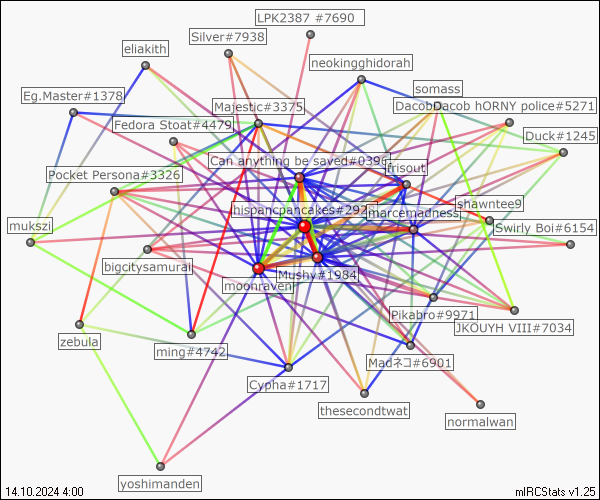 LPK2387 #7690
Silver#7938
eliakith
neokingghidorah
somass
Eg.Master#1378
Majestic#3375
DacobDacob hORNY police#5271
Fedora Stoat#4479
Duck#1245
Can anything be saved#039
frisout
Pocket Persona#3326
shawntee9
hispancpancakes#292
marcemadness
mukszi
Swirly Boi#6154
bigcitysamurai
Mushy#1984
moonraven
Pikabro#9971
JKOUYH VIII#7034
zebula
ming#4742
Madネコ#6901
Cypha#1717
thesecondtwat
normalwan
yoshimanden
14.10.2024 4:00
mIRCStats v1.25